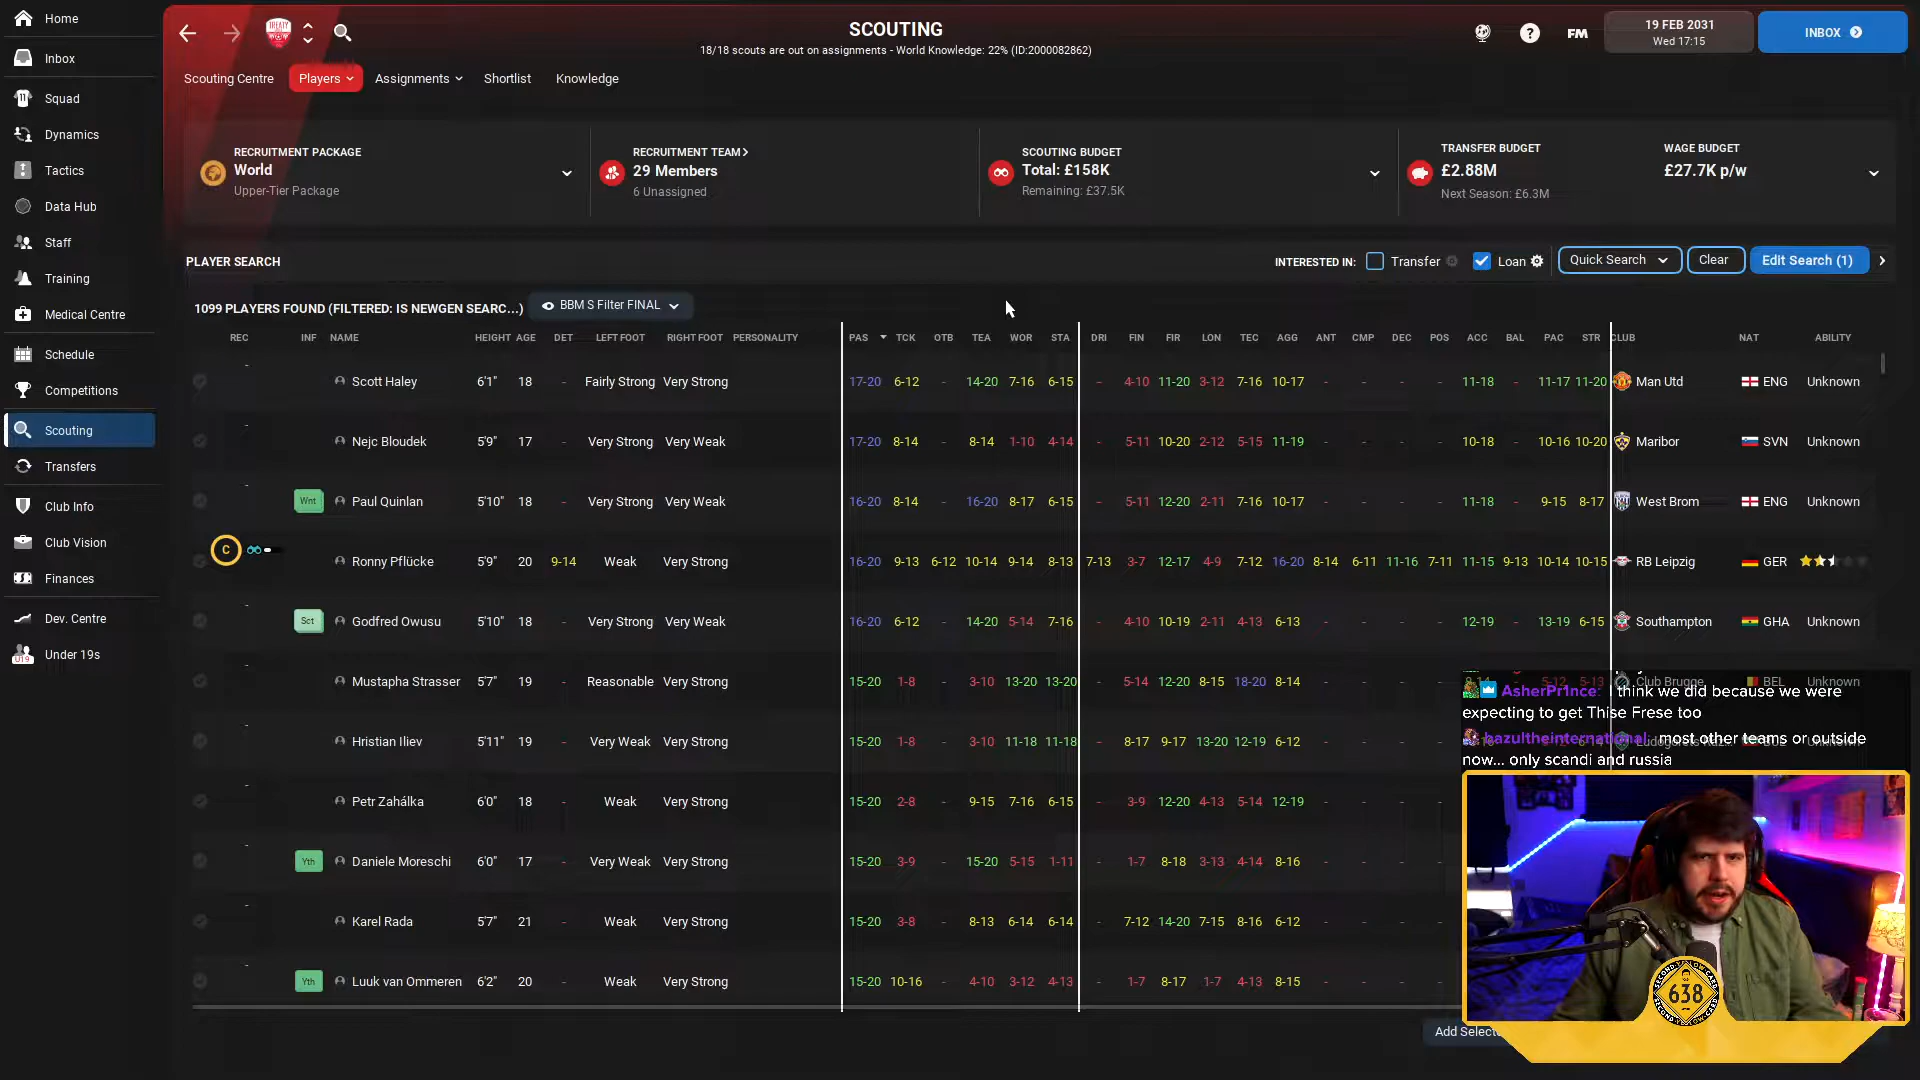 Home
Inbox
Squad
Dynamics
Tactics
Data Hub
Staff
Training
Medical Centre
Schedule
Competitions
Scouting
Transfers
Club Info
Club Vision
Finances
Dev. Centre
Under 19s
SCOUTING
18/18 scouts are out on assignments - World Knowledge: 22% (ID:2000082862)
FM
19 FEB 2031
Wed 17:15
INBOX
Scouting Centre Players Assignments Shortlist Knowledge
RECRUITMENT PACKAGE
World
Upper-Tier Package
RECRUITMENT TEAM
29 Members
6 Unassigned
SCOUTING BUDGET
Total: £158K
Remaining: £37.5K
TRANSFER BUDGET
£2.88M
Next Season: £6.3M
WAGE BUDGET
£27.7K p/w
PLAYER SEARCH
INTERESTED IN: Transfer Loan Quick Search Clear Edit Search (1)
1099 PLAYERS FOUND (FILTERED: IS NEWGEN SEARC...) BBM S Filter FINAL
REC INF NAME HEIGHT AGE DET LEFT FOOT RIGHT FOOT PERSONALITY PAS TCK OTB TEA WOR STA DRI FIN FIR LON TEC AGG ANT CMP DEC POS ACC BAL PAC STR CLUB NAT ABILITY
- Scott Haley 6'1" 18 - Fairly Strong Very Strong 17-20 6-12 - 14-20 7-16 6-15 - 4-10 11-20 3-12 7-16 10-17 - - - - 11-18 - 11-17 11-20 Man Utd ENG Unknown
- Nejc Bloudek 5'9" 17 - Very Strong Very Weak 17-20 8-14 - 8-14 1-10 4-14 - 5-11 10-20 2-12 5-15 11-19 - - - - 10-18 - 10-16 10-20 Maribor SVN Unknown
- Wnt Paul Quinlan 5'10" 18 - Very Strong Very Weak 16-20 8-14 - 16-20 8-17 6-15 - 5-11 12-20 2-11 7-16 10-17 - - - - 11-18 - 9-15 8-17 West Brom ENG Unknown
C Ronny Pflücke 5'9" 20 9-14 Weak Very Strong 16-20 9-13 6-12 10-14 9-14 8-13 7-13 3-7 12-17 4-9 7-12 16-20 8-14 6-11 11-16 7-11 11-15 9-13 10-14 10-15 RB Leipzig GER
- Sct Godfred Owusu 5'10" 18 - Very Strong Very Weak 16-20 6-12 - 14-20 5-14 7-16 - 4-10 10-19 2-11 4-13 6-13 - - - - 12-19 - 13-19 6-15 Southampton GHA Unknown
- Mustapha Strasser 5'7" 19 - Reasonable Very Strong 15-20 1-8 - 3-10 13-20 13-20 - 5-14 12-20 8-15 18-20 8-14 - - - - 8-14 - 5-12 5-13 Club Brugge BEL Unknown
- Hristian Iliev 5'11" 19 - Very Weak Very Strong 15-20 1-8 - 3-10 11-18 11-18 - 8-17 9-17 13-20 12-19 6-12 - - - -
- Petr Zahálka 6'0" 18 - Weak Very Strong 15-20 2-8 - 9-15 7-16 6-15 - 3-9 12-20 4-13 5-14 12-19 - - - -
- Yth Daniele Moreschi 6'0" 17 - Very Weak Very Strong 15-20 3-9 - 15-20 5-15 1-11 - 1-7 8-18 3-13 4-14 8-16 - - - -
- Karel Rada 5'7" 21 - Weak Very Strong 15-20 3-8 - 8-13 6-14 6-14 - 7-12 14-20 7-15 8-16 6-12 - - - -
- Yth Luuk van Ommeren 6'2" 20 - Weak Very Strong 15-20 10-16 - 4-10 3-12 4-13 - 1-7 8-17 1-7 4-13 8-15 - - - -
AsherPr1nce: I think we did because we were
expecting to get Thise Frese too
bazultheinternational: most other teams or outside
now... only scandi and russia
Add Selecte
SECOND YELLOW CARD
638